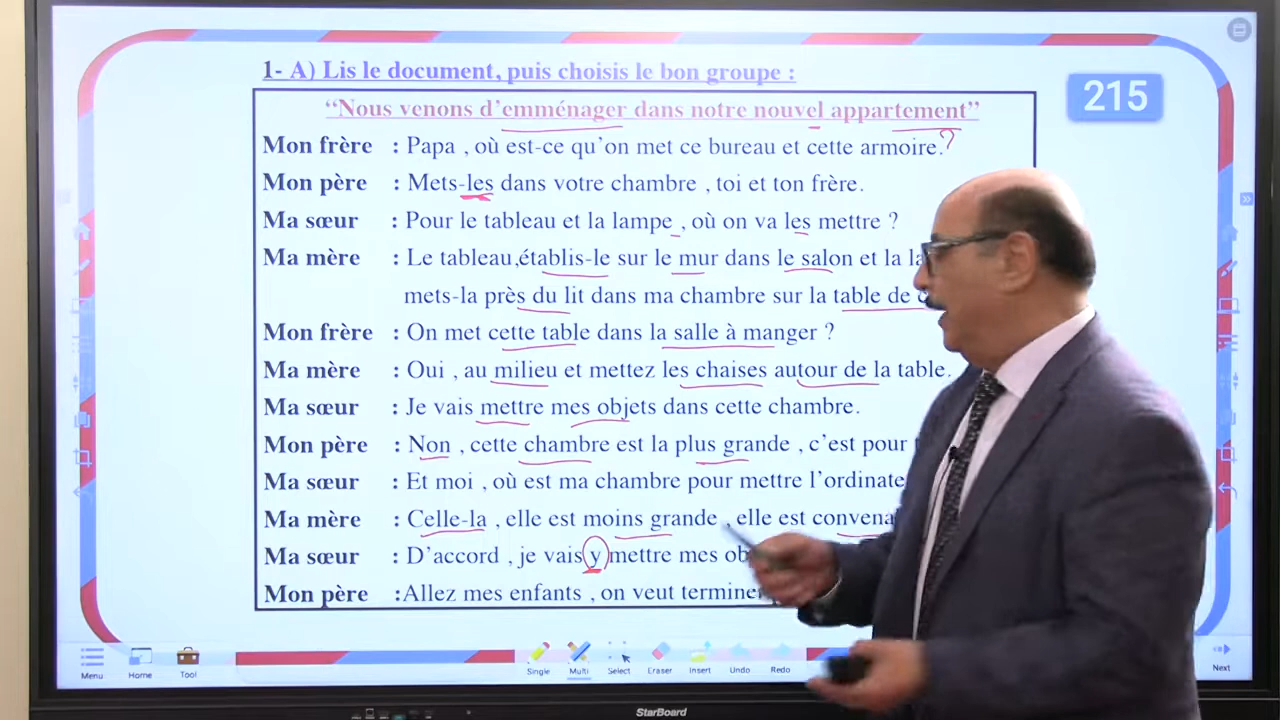 1- A) Lis le document, puis choisis le bon groupe :
215
“Nous venons d’emménager dans notre nouvel appartement”
Mon frère : Papa , où est-ce qu’on met ce bureau et cette armoire.?
Mon père : Mets-les dans votre chambre , toi et ton frère.
Ma sœur : Pour le tableau et la lampe , où on va les mettre ?
Ma mère : Le tableau,établis-le sur le mur dans le salon et la
mets-la près du lit dans ma chambre sur la table de
Mon frère : On met cette table dans la salle à manger ?
Ma mère : Oui , au milieu et mettez les chaises autour de la table.
Ma sœur : Je vais mettre mes objets dans cette chambre.
Mon père : Non , cette chambre est la plus grande , c’est pour
Ma sœur : Et moi , où est ma chambre pour mettre
Ma mère : Celle-la , elle est moins grande , elle est
Ma sœur : D’accord , je vais y mettre mes
Mon père :Allez mes enfants , on veut terminer
Menu Home Tool Single Multi Select Eraser Insert Undo Redo Next
StarBoard